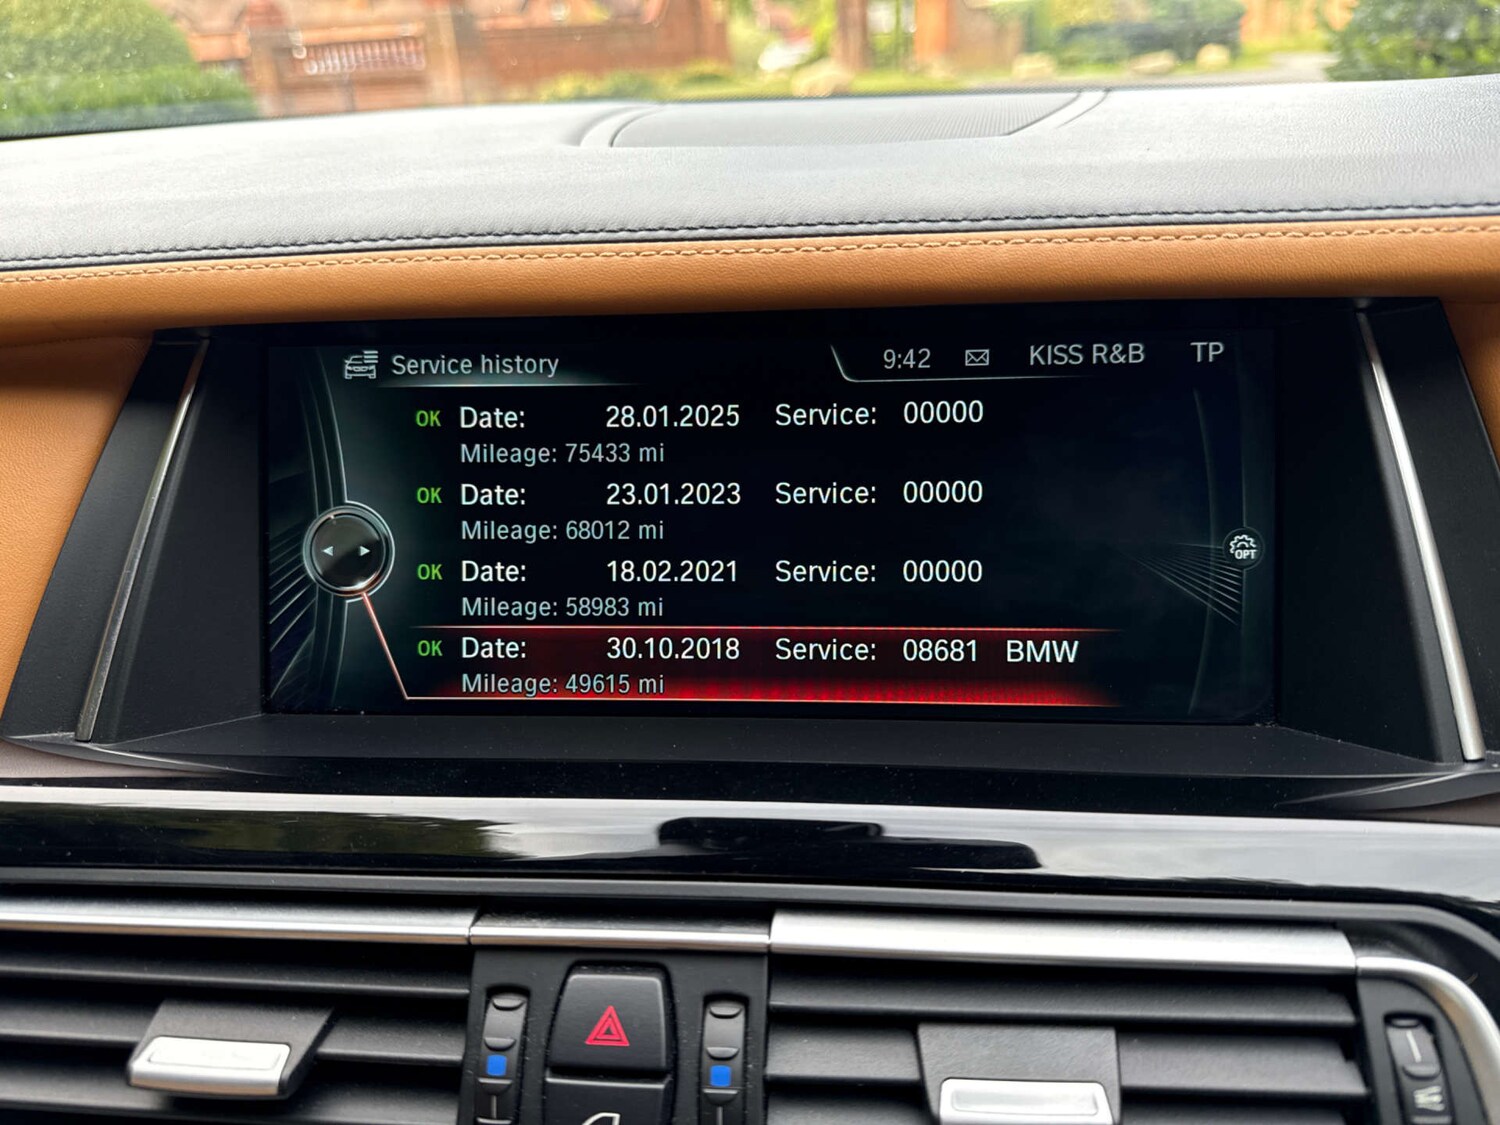 Service history 9:42 KISS R&B TP
OK Date: 28.01.2025 Service: 00000
Mileage: 75433 mi
OK Date: 23.01.2023 Service: 00000
Mileage: 68012 mi
OPT
OK Date: 18.02.2021 Service: 00000
Mileage: 58983 mi
OK Date: 30.10.2018 Service: 08681 BMW
Mileage: 49615 mi